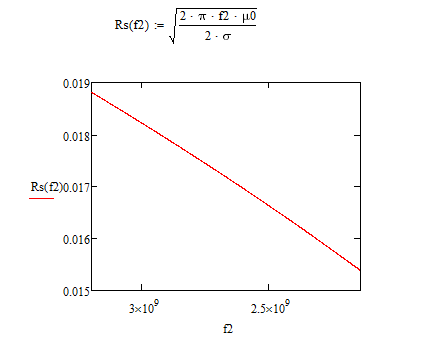 Rs(f2) := √((2 · π · f2 · μ0)/(2 · σ))
0.019
0.018
Rs(f2) 0.017
0.016
0.015
3×10⁹ 2.5×10⁹
f2